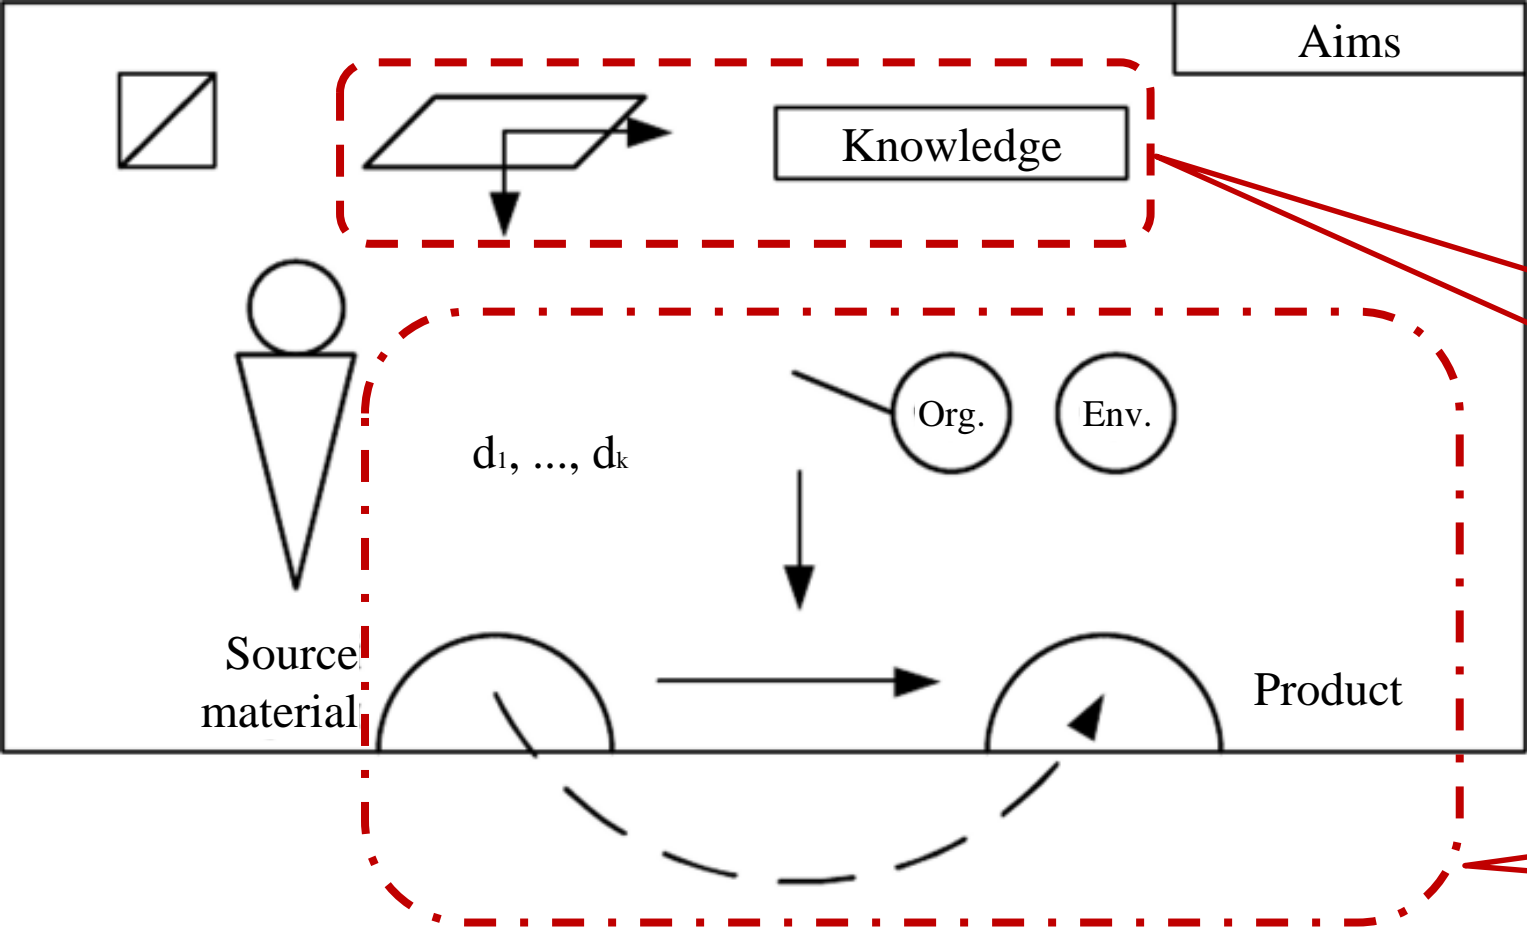 Aims
Knowledge
Org.
Env.
d₁, ..., dₖ
Source
material
Product